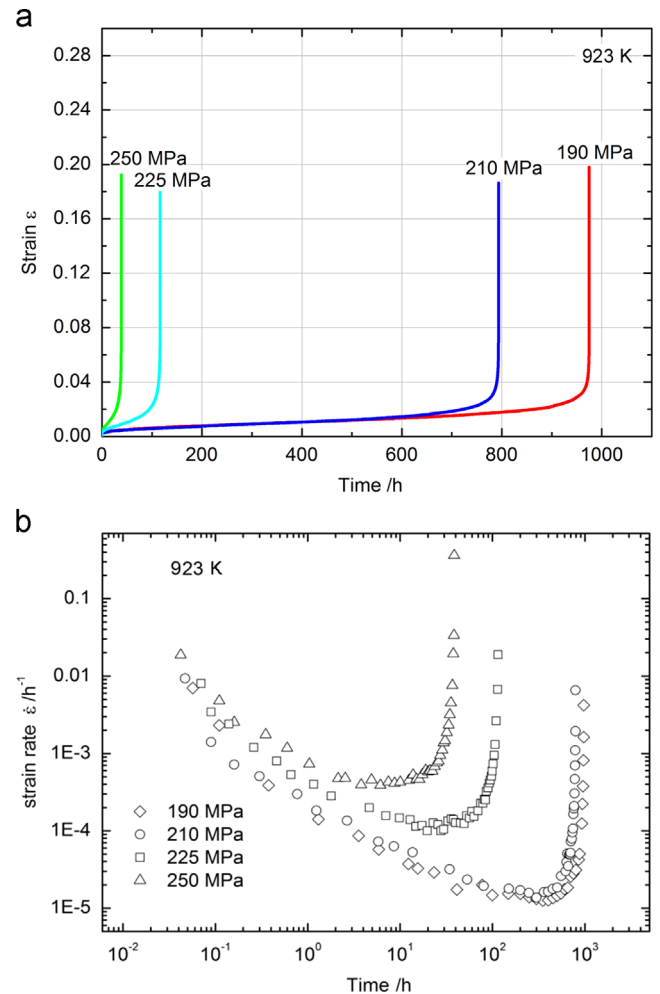 a
923 K
0.28
0.24
0.20
0.16
0.12
0.08
0.04
0.00
Strain ε
250 MPa
225 MPa
210 MPa
190 MPa
0
200
400
600
800
1000
Time /h
b
923 K
0.1
0.01
1E-3
1E-4
1E-5
strain rate ε̇ /h⁻¹
190 MPa
210 MPa
225 MPa
250 MPa
10⁻²
10⁻¹
10⁰
10¹
10²
10³
Time /h